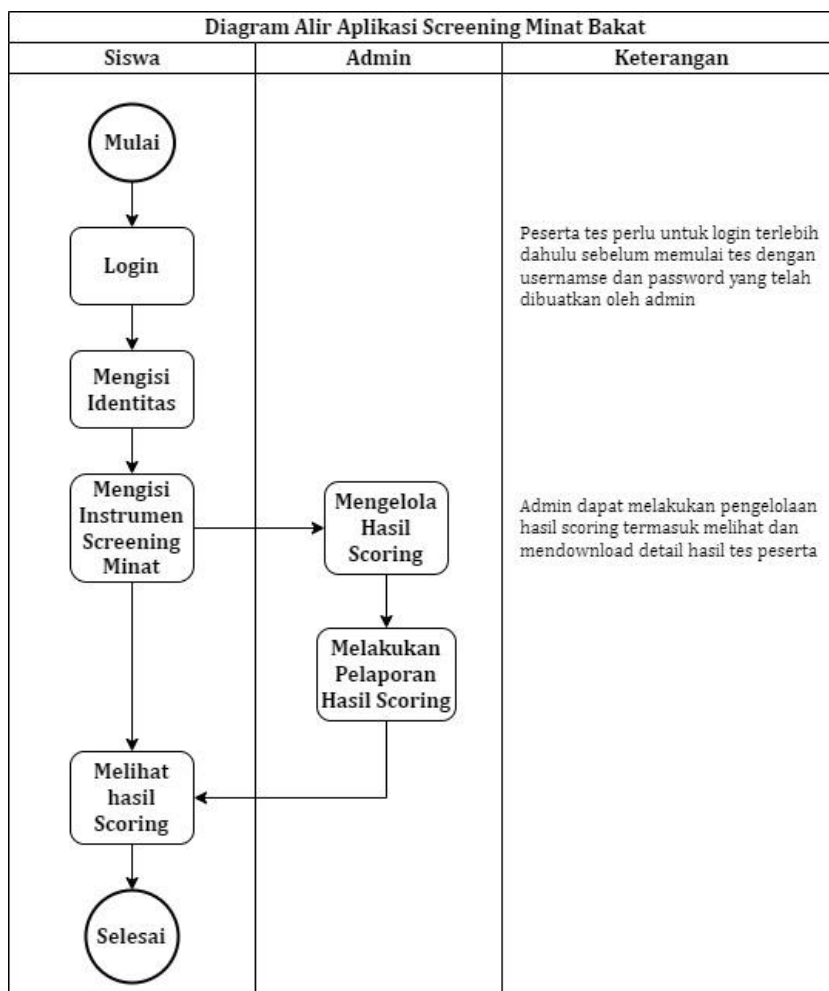 Diagram Alir Aplikasi Screening Minat Bakat
Siswa
Admin
Keterangan
Mulai
Login
Peserta tes perlu untuk login terlebih
dahulu sebelum memulai tes dengan
usernamse dan password yang telah
dibuatkan oleh admin
Mengisi
Identitas
Mengisi
Instrumen
Screening
Minat
Mengelola
Hasil
Scoring
Admin dapat melakukan pengelolaan
hasil scoring termasuk melihat dan
mendownload detail hasil tes peserta
Melakukan
Pelaporan
Hasil Scoring
Melihat
hasil
Scoring
Selesai